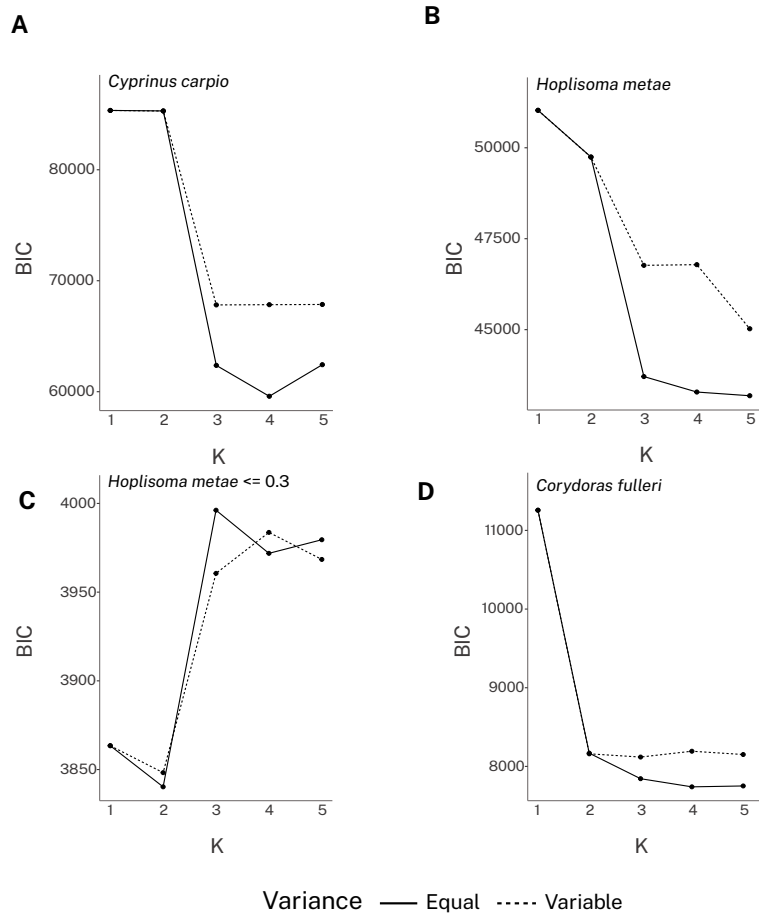 A
Cyprinus carpio
80000
70000
60000
BIC
1 2 3 4 5
K
B
Hoplisoma metae
50000
47500
45000
BIC
1 2 3 4 5
K
C
Hoplisoma metae <= 0.3
4000
3950
3900
3850
BIC
1 2 3 4 5
K
D
Corydoras fulleri
11000
10000
9000
8000
BIC
1 2 3 4 5
K
Variance Equal Variable